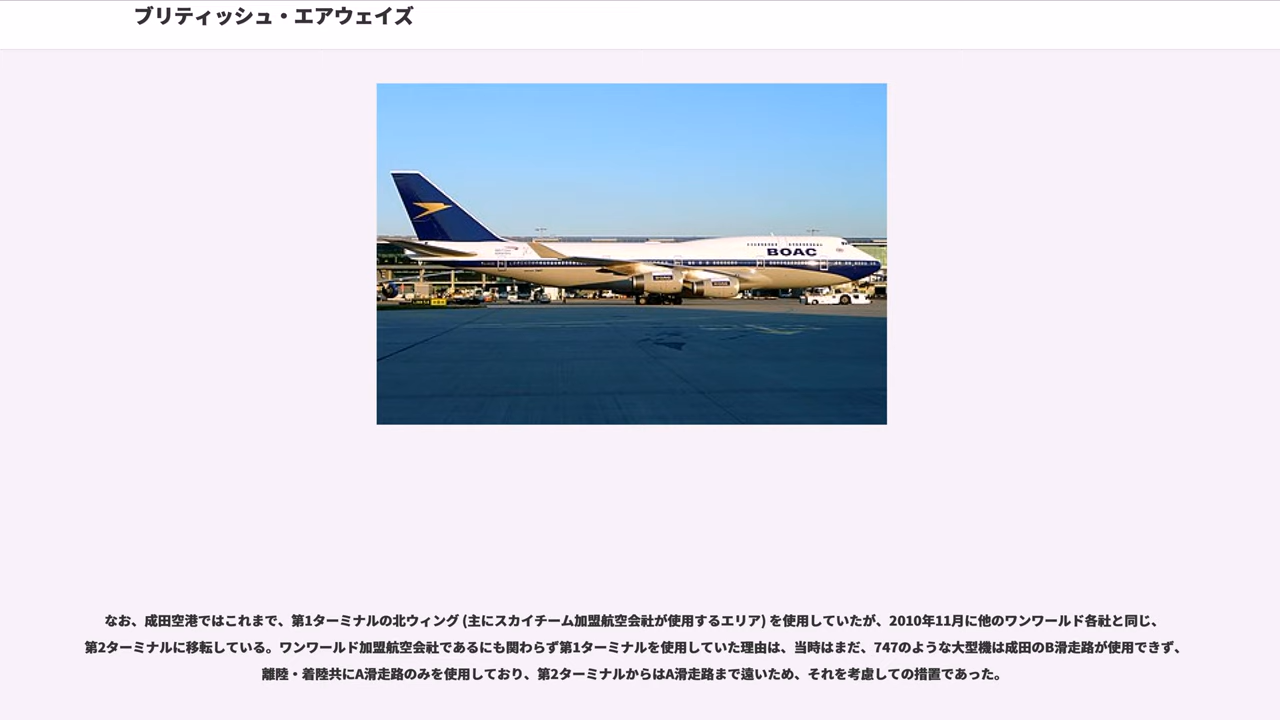 ブリティッシュ・エアウェイズ
BOAC
なお、成田空港ではこれまで、第1ターミナルの北ウィング (主にスカイチーム加盟航空会社が使用するエリア) を使用していたが、2010年11月に他のワンワールド各社と同じ、
第2ターミナルに移転している。ワンワールド加盟航空会社であるにも関わらず第1ターミナルを使用していた理由は、当時はまだ、747のような大型機は成田のB滑走路が使用できず、
離陸・着陸共にA滑走路のみを使用しており、第2ターミナルからはA滑走路まで遠いため、それを考慮しての措置であった。